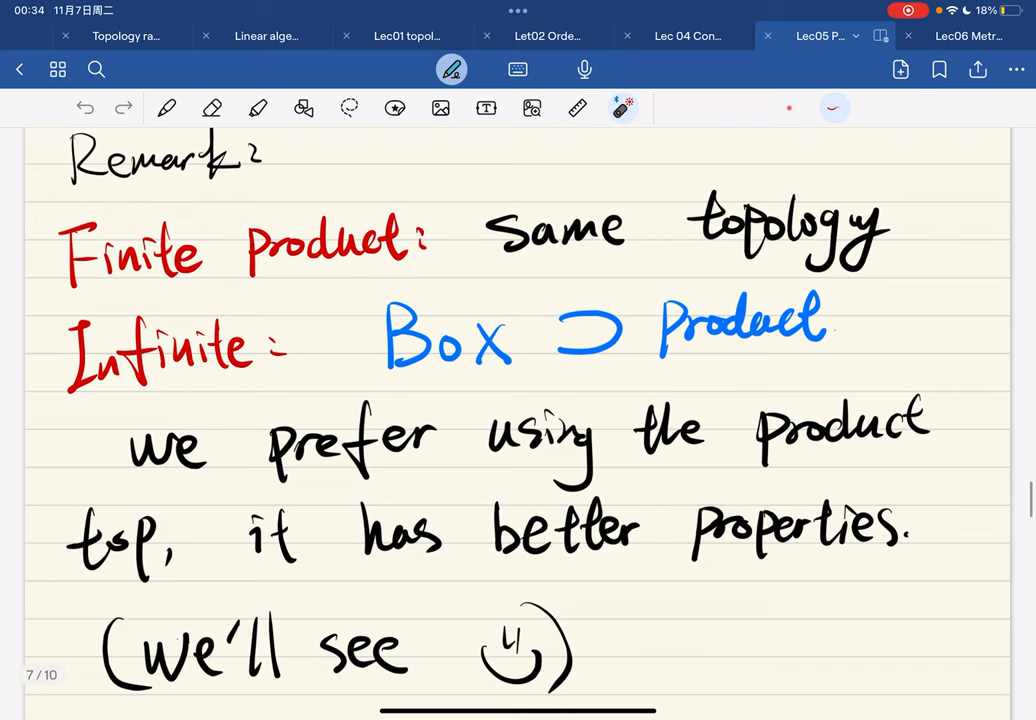 00:34 11月7日周二
18%
Topology ra...
Linear alge...
Lec01 topol...
Let02 Orde...
Lec 04 Con...
Lec05 P...
Lec06 Metr...
Remark:
Finite product: same topology
Infinite: Box ⊃ Product.
we prefer using the product
top, it has better properties.
(we'll see
7 / 10